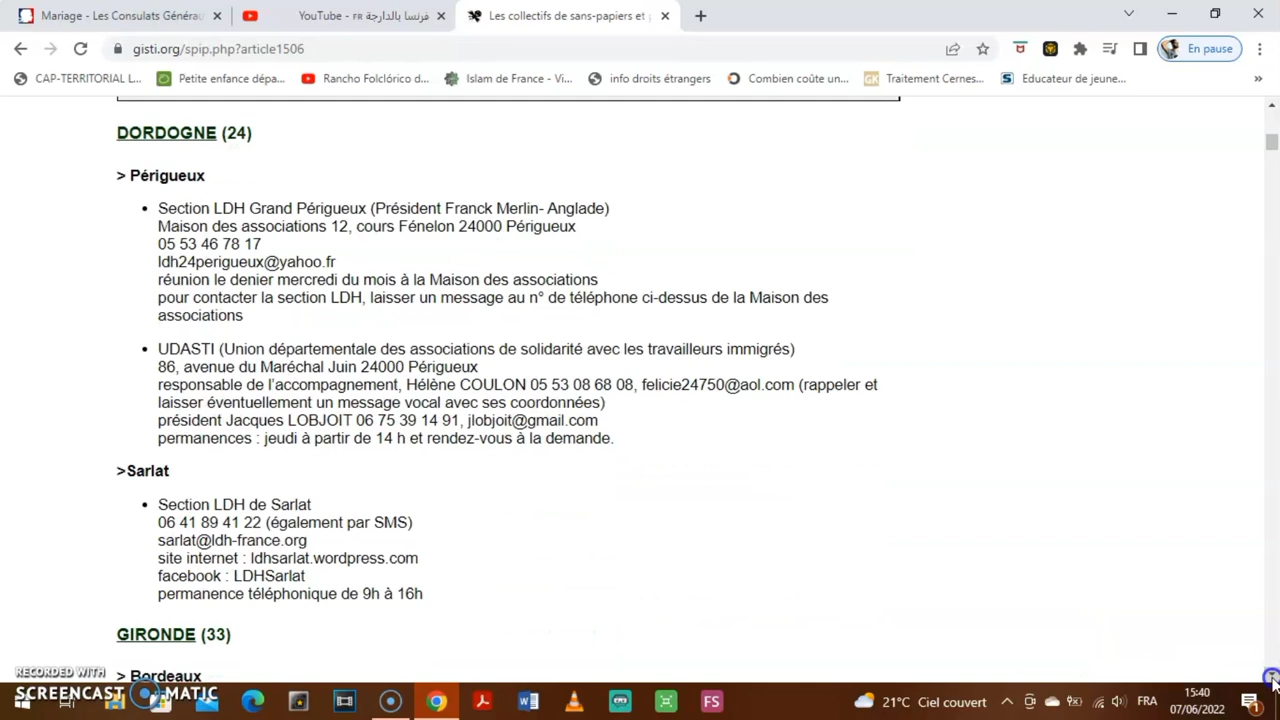 Mariage - Les Consulats Générau
YouTube - FR فرنسا بالدارجة
Les collectifs de sans-papiers et
gisti.org/spip.php?article1506
En pause
CAP-TERRITORIAL L...
Petite enfance dépa...
Rancho Folclórico d...
Islam de France - Vi...
info droits étrangers
Combien coûte un...
Traitement Cernes...
Educateur de jeune...
DORDOGNE (24)
> Périgueux
• Section LDH Grand Périgueux (Président Franck Merlin- Anglade)
Maison des associations 12, cours Fénelon 24000 Périgueux
05 53 46 78 17
ldh24perigueux@yahoo.fr
réunion le denier mercredi du mois à la Maison des associations
pour contacter la section LDH, laisser un message au n° de téléphone ci-dessus de la Maison des
associations
• UDASTI (Union départementale des associations de solidarité avec les travailleurs immigrés)
86, avenue du Maréchal Juin 24000 Périgueux
responsable de l'accompagnement, Hélène COULON 05 53 08 68 08, felicie24750@aol.com (rappeler et
laisser éventuellement un message vocal avec ses coordonnées)
président Jacques LOBJOIT 06 75 39 14 91, jlobjoit@gmail.com
permanences : jeudi à partir de 14 h et rendez-vous à la demande.
>Sarlat
• Section LDH de Sarlat
06 41 89 41 22 (également par SMS)
sarlat@ldh-france.org
site internet : ldhsarlat.wordpress.com
facebook : LDHSarlat
permanence téléphonique de 9h à 16h
GIRONDE (33)
> Bordeaux
RECORDED WITH
SCREENCAST MATIC
21°C Ciel couvert
FRA
15:40
07/06/2022